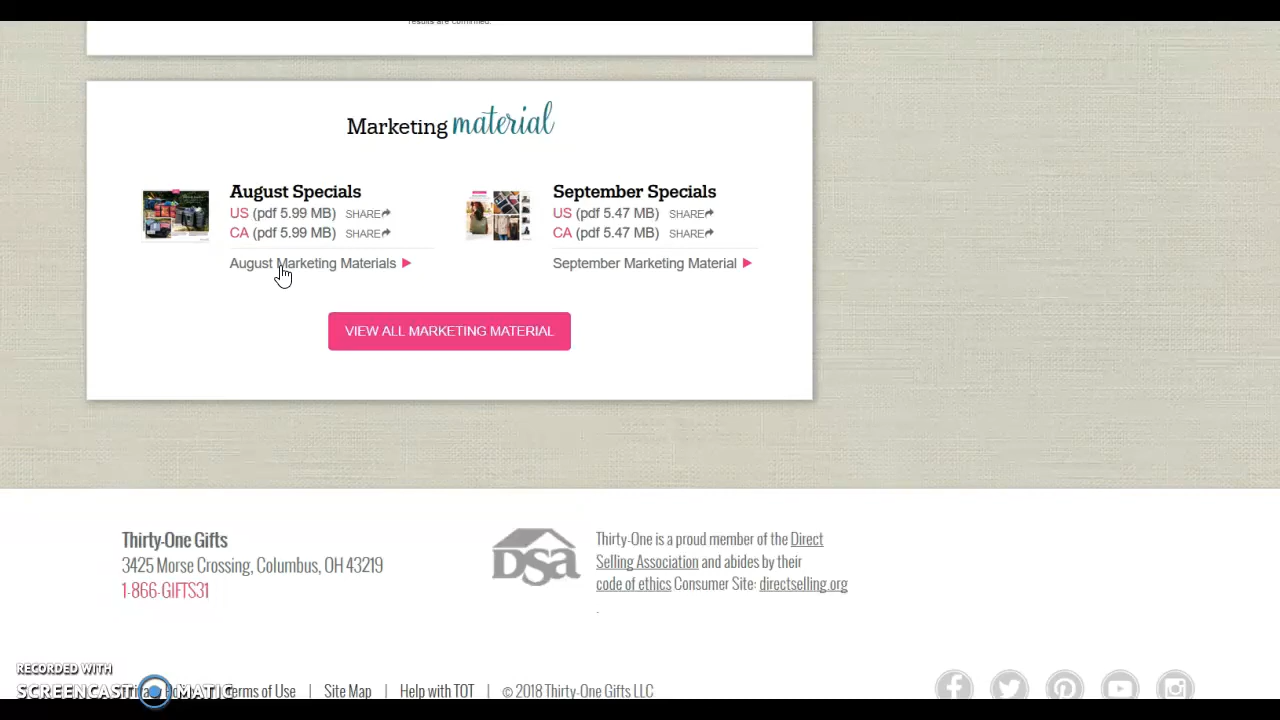 results are confirmed.
Marketing material
August Specials
US (pdf 5.99 MB) SHARE
CA (pdf 5.99 MB) SHARE
August Marketing Materials
September Specials
US (pdf 5.47 MB) SHARE
CA (pdf 5.47 MB) SHARE
September Marketing Material
VIEW ALL MARKETING MATERIAL
Thirty-One Gifts
3425 Morse Crossing, Columbus, OH 43219
1-866-GIFTS31
DSA
Thirty-One is a proud member of the Direct
Selling Association and abides by their
code of ethics Consumer Site: directselling.org
.
RECORDED WITH
SCREENCAST-O-MATIC
Terms of Use | Site Map | Help with TOT | © 2018 Thirty-One Gifts LLC